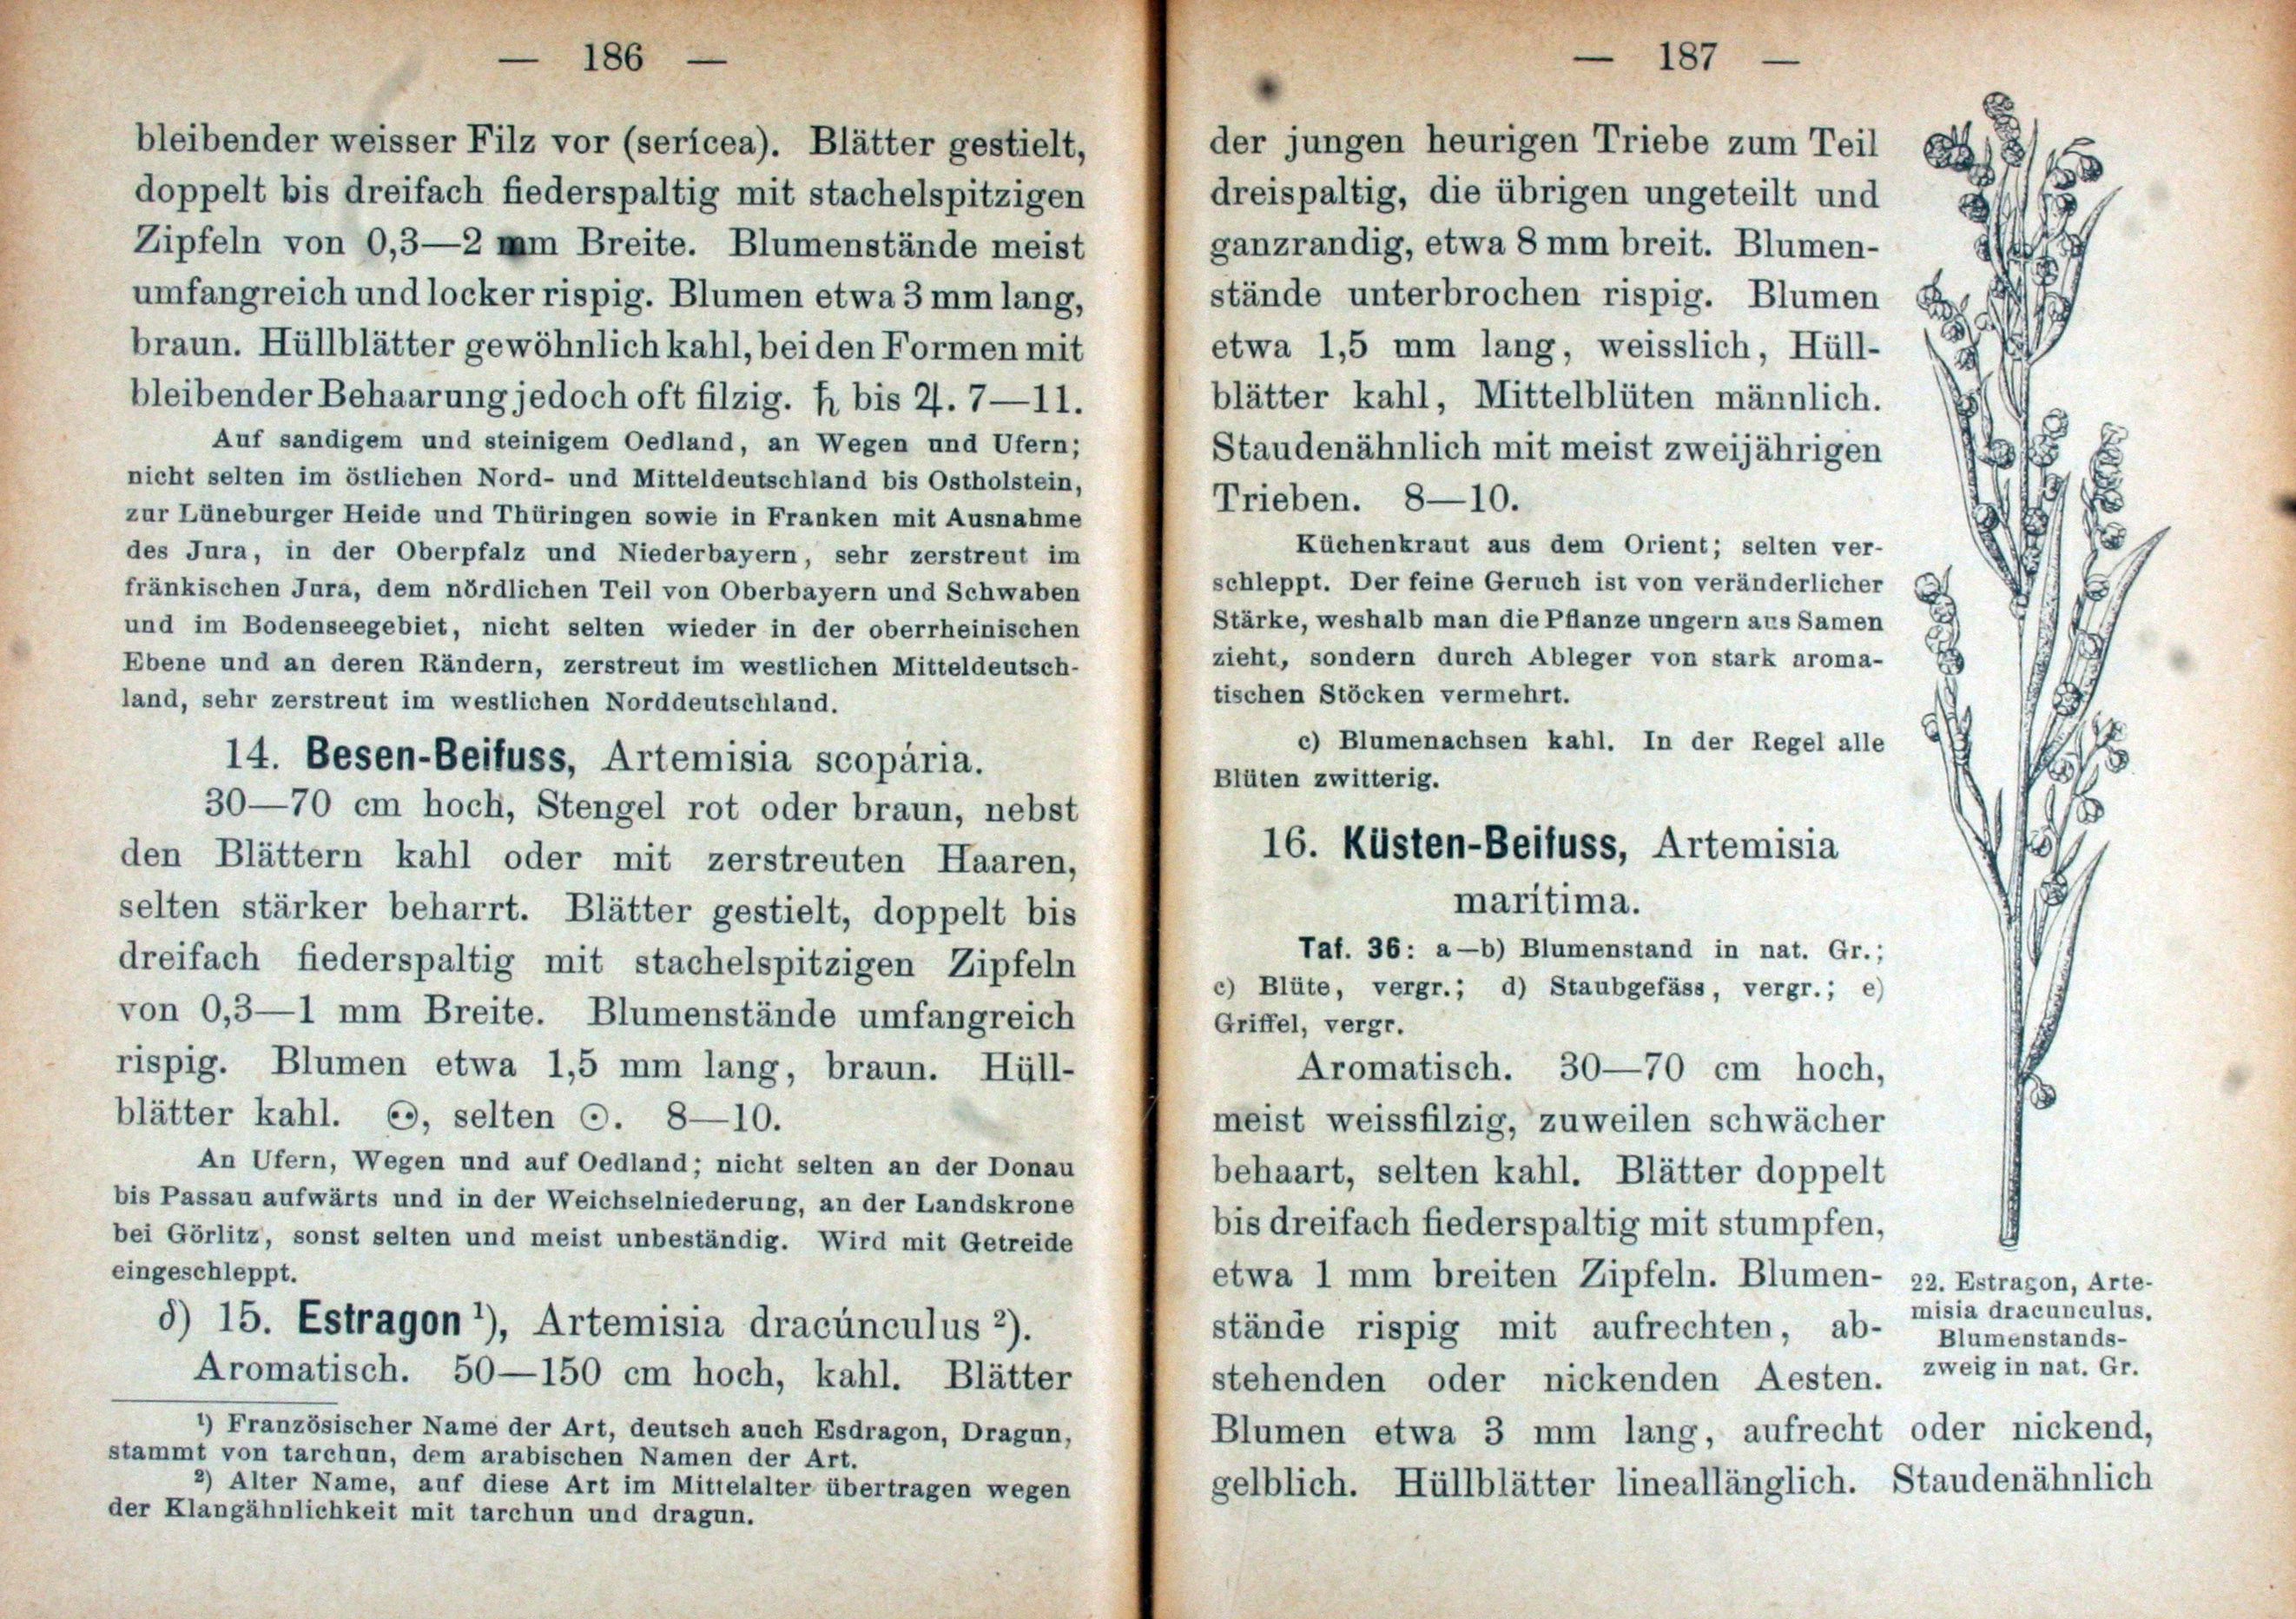 — 186 —
bleibender weisser Filz vor (serícea). Blätter gestielt,
doppelt bis dreifach fiederspaltig mit stachelspitzigen
Zipfeln von 0,3—2 mm Breite. Blumenstände meist
umfangreich und locker rispig. Blumen etwa 3 mm lang,
braun. Hüllblätter gewöhnlich kahl, bei den Formen mit
bleibender Behaarung jedoch oft filzig. ♄ bis ♃. 7—11.
Auf sandigem und steinigem Oedland, an Wegen und Ufern;
nicht selten im östlichen Nord- und Mitteldeutschland bis Ostholstein,
zur Lüneburger Heide und Thüringen sowie in Franken mit Ausnahme
des Jura, in der Oberpfalz und Niederbayern, sehr zerstreut im
fränkischen Jura, dem nördlichen Teil von Oberbayern und Schwaben
und im Bodenseegebiet, nicht selten wieder in der oberrheinischen
Ebene und an deren Rändern, zerstreut im westlichen Mitteldeutsch-
land, sehr zerstreut im westlichen Norddeutschland.
14. Besen-Beifuss, Artemisia scopária.
30—70 cm hoch, Stengel rot oder braun, nebst
den Blättern kahl oder mit zerstreuten Haaren,
selten stärker beharrt. Blätter gestielt, doppelt bis
dreifach fiederspaltig mit stachelspitzigen Zipfeln
von 0,3—1 mm Breite. Blumenstände umfangreich
rispig. Blumen etwa 1,5 mm lang, braun. Hüll-
blätter kahl. , selten ⊙. 8—10.
An Ufern, Wegen und auf Oedland; nicht selten an der Donau
bis Passau aufwärts und in der Weichselniederung, an der Landskrone
bei Görlitz, sonst selten und meist unbeständig. Wird mit Getreide
eingeschleppt.
δ) 15. Estragon ¹), Artemisia dracúnculus ²).
Aromatisch. 50—150 cm hoch, kahl. Blätter
¹) Französischer Name der Art, deutsch auch Esdragon, Dragun,
stammt von tarchun, dem arabischen Namen der Art.
²) Alter Name, auf diese Art im Mittelalter übertragen wegen
der Klangähnlichkeit mit tarchun und dragun.
— 187 —
der jungen heurigen Triebe zum Teil
dreispaltig, die übrigen ungeteilt und
ganzrandig, etwa 8 mm breit. Blumen-
stände unterbrochen rispig. Blumen
etwa 1,5 mm lang, weisslich, Hüll-
blätter kahl, Mittelblüten männlich.
Staudenähnlich mit meist zweijährigen
Trieben. 8—10.
Küchenkraut aus dem Orient; selten ver-
schleppt. Der feine Geruch ist von veränderlicher
Stärke, weshalb man die Pflanze ungern aus Samen
zieht, sondern durch Ableger von stark aroma-
tischen Stöcken vermehrt.
c) Blumenachsen kahl. In der Regel alle
Blüten zwitterig.
16. Küsten-Beifuss, Artemisia
marítima.
Taf. 36: a—b) Blumenstand in nat. Gr.;
c) Blüte, vergr.; d) Staubgefäss, vergr.; e)
Griffel, vergr.
Aromatisch. 30—70 cm hoch,
meist weissfilzig, zuweilen schwächer
behaart, selten kahl. Blätter doppelt
bis dreifach fiederspaltig mit stumpfen,
etwa 1 mm breiten Zipfeln. Blumen-
stände rispig mit aufrechten, ab-
stehenden oder nickenden Aesten.
Blumen etwa 3 mm lang, aufrecht oder nickend,
gelblich. Hüllblätter lineallänglich. Staudenähnlich
22. Estragon, Arte-
misia dracunculus.
Blumenstands-
zweig in nat. Gr.